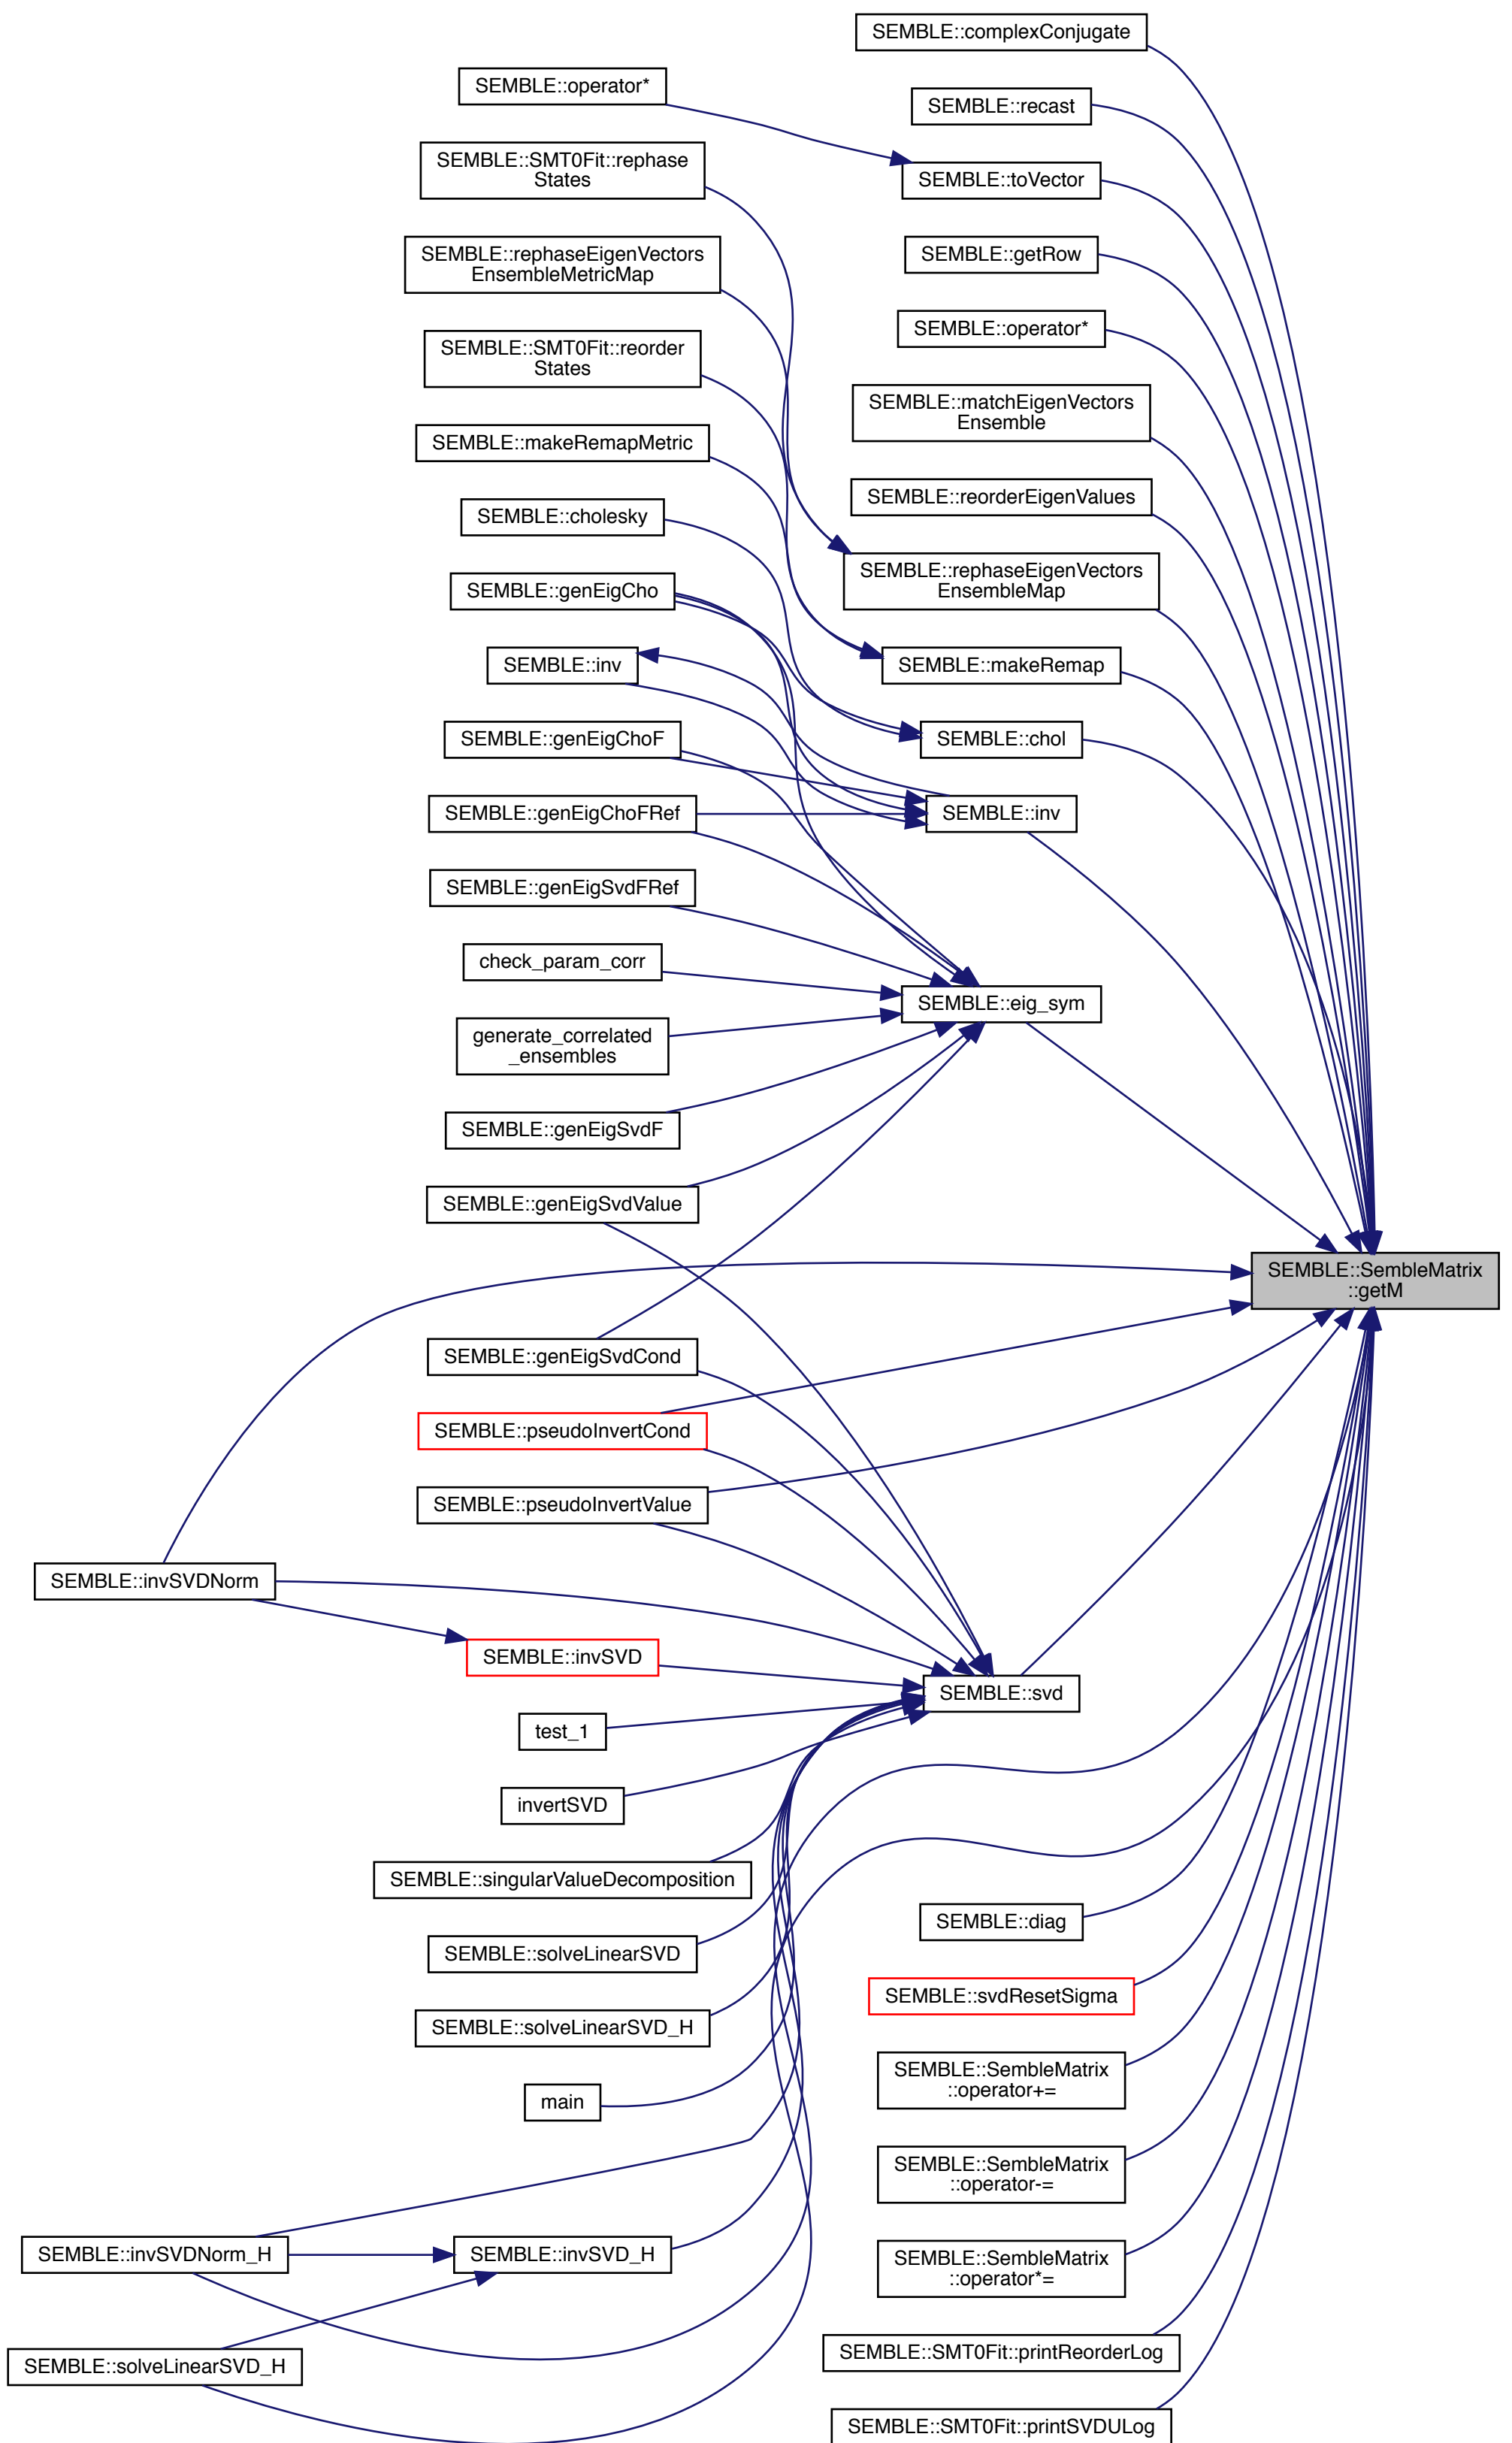 SEMBLE::complexConjugate
SEMBLE::operator*
SEMBLE::recast
SEMBLE::SMT0Fit::rephase
States
SEMBLE::toVector
SEMBLE::rephaseEigenVectors
EnsembleMetricMap
SEMBLE::getRow
SEMBLE::operator*
SEMBLE::SMT0Fit::reorder
States
SEMBLE::matchEigenVectors
Ensemble
SEMBLE::makeRemapMetric
SEMBLE::reorderEigenValues
SEMBLE::cholesky
SEMBLE::rephaseEigenVectors
EnsembleMap
SEMBLE::genEigCho
SEMBLE::inv
SEMBLE::makeRemap
SEMBLE::genEigChoF
SEMBLE::chol
SEMBLE::genEigChoFRef
SEMBLE::inv
SEMBLE::genEigSvdFRef
check_param_corr
SEMBLE::eig_sym
generate_correlated
_ensembles
SEMBLE::genEigSvdF
SEMBLE::genEigSvdValue
SEMBLE::SembleMatrix
::getM
SEMBLE::genEigSvdCond
SEMBLE::pseudoInvertCond
SEMBLE::pseudoInvertValue
SEMBLE::invSVDNorm
SEMBLE::invSVD
SEMBLE::svd
test_1
invertSVD
SEMBLE::singularValueDecomposition
SEMBLE::diag
SEMBLE::solveLinearSVD
SEMBLE::svdResetSigma
SEMBLE::solveLinearSVD_H
SEMBLE::SembleMatrix
::operator+=
main
SEMBLE::SembleMatrix
::operator-=
SEMBLE::invSVDNorm_H
SEMBLE::invSVD_H
SEMBLE::SembleMatrix
::operator*=
SEMBLE::SMT0Fit::printReorderLog
SEMBLE::solveLinearSVD_H
SEMBLE::SMT0Fit::printSVDULog